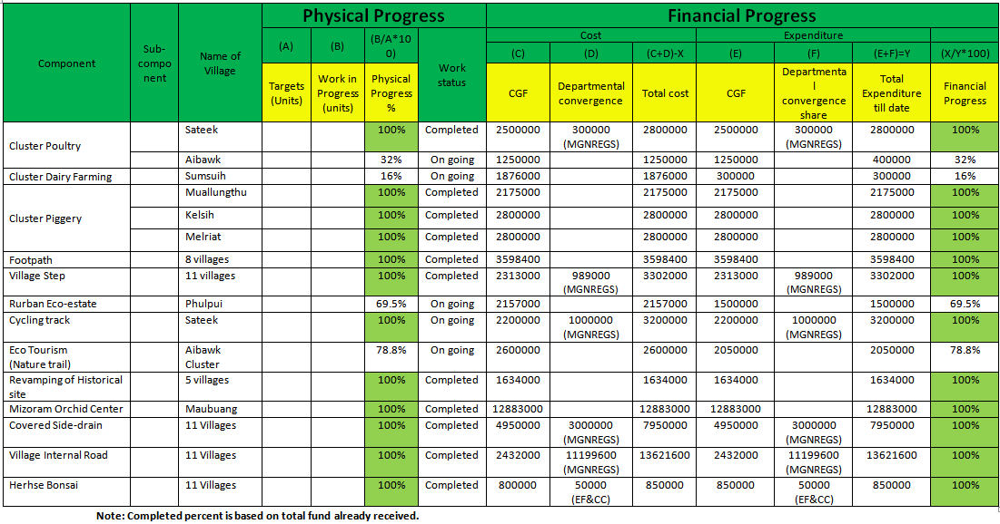 Physical Progress Financial Progress
Component Sub-compo nent Name of Village (A) (B) (B/A*10 0) Work status Cost Expenditure
(C) (D) (C+D)-X (E) (F) (E+F)=Y (X/Y*100)
Targets (Units) Work in Progress (units) Physical Progress % CGF Departmental convergence Total cost CGF Departmenta l convergence share Total Expenditure till date Financial Progress
Cluster Poultry Sateek 100% Completed 2500000 300000 (MGNREGS) 2800000 2500000 300000 (MGNREGS) 2800000 100%
Aibawk 32% On going 1250000 1250000 1250000 400000 32%
Cluster Dairy Farming Sumsuih 16% On going 1876000 1876000 300000 300000 16%
Cluster Piggery Muallungthu 100% Completed 2175000 2175000 2175000 2175000 100%
Kelsih 100% Completed 2800000 2800000 2800000 2800000 100%
Melriat 100% Completed 2800000 2800000 2800000 2800000 100%
Footpath 8 villages 100% Completed 3598400 3598400 3598400 3598400 100%
Village Step 11 villages 100% Completed 2313000 989000 (MGNREGS) 3302000 2313000 989000 (MGNREGS) 3302000 100%
Rurban Eco-estate Phulpui 69.5% On going 2157000 2157000 1500000 1500000 69.5%
Cycling track Sateek 100% On going 2200000 1000000 (MGNREGS) 3200000 2200000 1000000 (MGNREGS) 3200000 100%
Eco Tourism (Nature trail) Aibawk Cluster 78.8% On going 2600000 2600000 2050000 2050000 78.8%
Revamping of Historical site 5 villages 100% Completed 1634000 1634000 1634000 1634000 100%
Mizoram Orchid Center Maubuang 100% Completed 12883000 12883000 12883000 12883000 100%
Covered Side-drain 11 Villages 100% Completed 4950000 3000000 (MGNREGS) 7950000 4950000 3000000 (MGNREGS) 7950000 100%
Village Internal Road 11 Villages 100% Completed 2432000 11199600 (MGNREGS) 13621600 2432000 11199600 (MGNREGS) 13621600 100%
Herhse Bonsai 11 Villages 100% Completed 800000 50000 (EF&CC) 850000 850000 50000 (EF&CC) 850000 100%
Note: Completed percent is based on total fund already received.